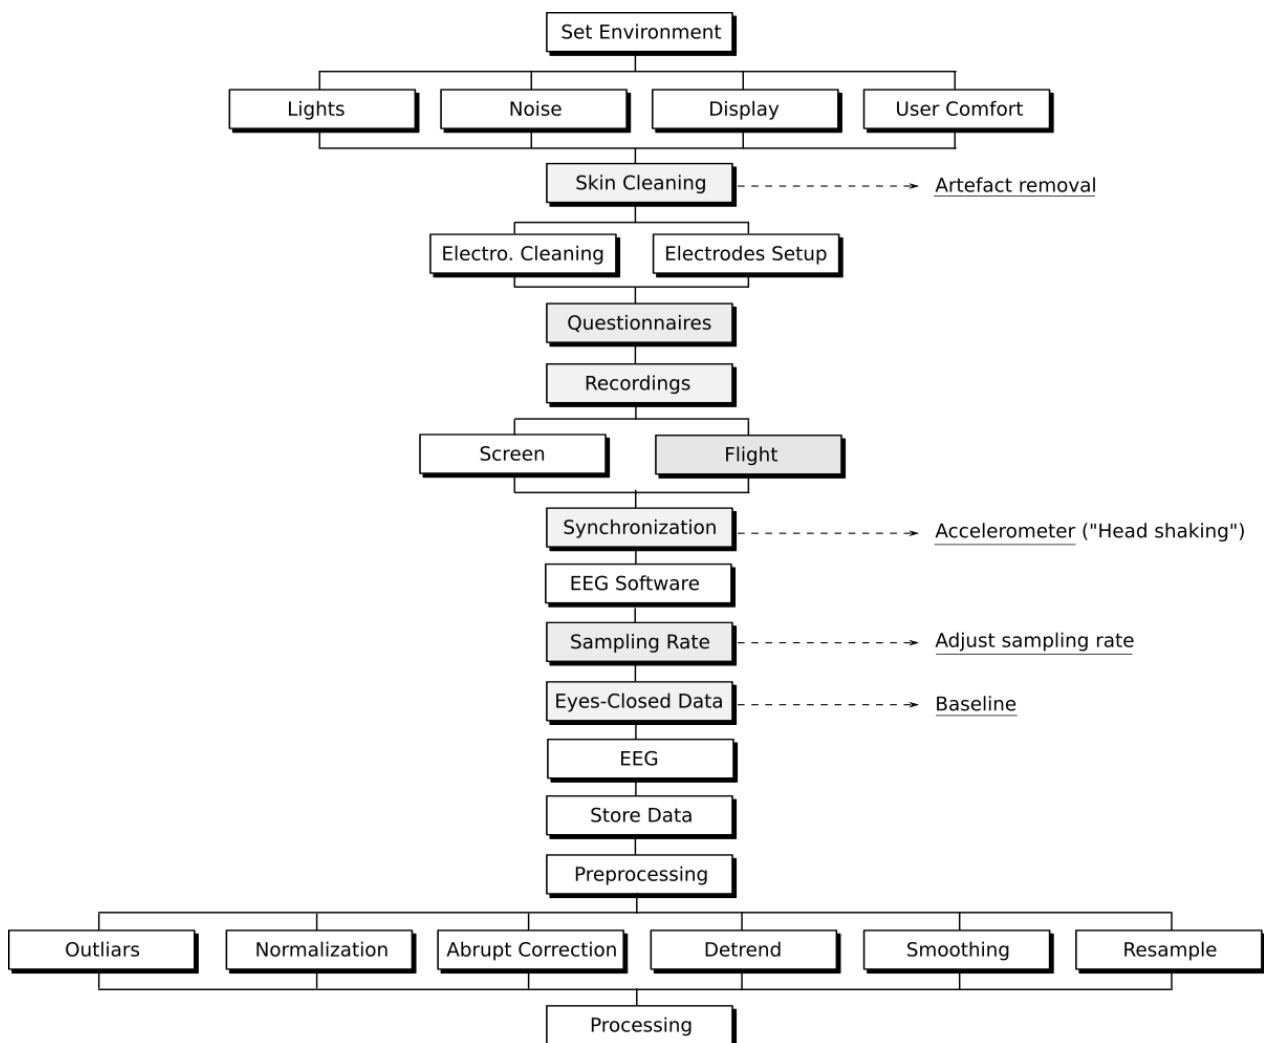 Set Environment
Lights
Noise
Display
User Comfort
Skin Cleaning
Artefact removal
Electro. Cleaning
Electrodes Setup
Questionnaires
Recordings
Screen
Flight
Synchronization
Accelerometer ("Head shaking")
EEG Software
Sampling Rate
Adjust sampling rate
Eyes-Closed Data
Baseline
EEG
Store Data
Preprocessing
Outliars
Normalization
Abrupt Correction
Detrend
Smoothing
Resample
Processing